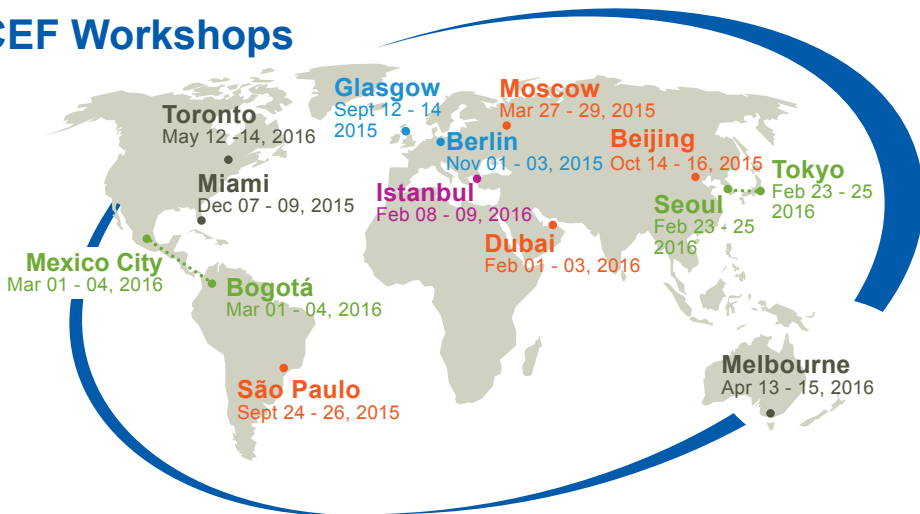 CEF Workshops
Glasgow
Sept 12 - 14
2015
Moscow
Mar 27 - 29, 2015
Toronto
May 12 -14, 2016
Berlin
Nov 01 - 03, 2015
Beijing
Oct 14 - 16, 2015
Tokyo
Feb 23 - 25
2016
Miami
Dec 07 - 09, 2015
Istanbul
Feb 08 - 09, 2016
Seoul
Feb 23 - 25
2016
Dubai
Feb 01 - 03, 2016
Mexico City
Mar 01 - 04, 2016
Bogotá
Mar 01 - 04, 2016
Melbourne
Apr 13 - 15, 2016
São Paulo
Sept 24 - 26, 2015